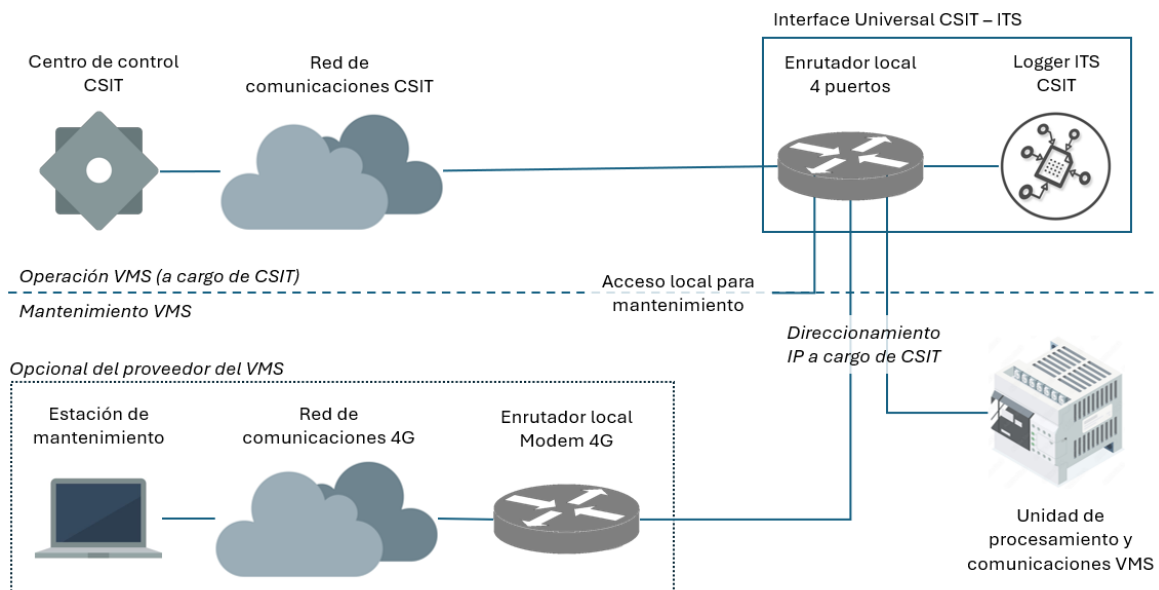 Interface Universal CSIT – ITS
Centro de control
CSIT
Red de
comunicaciones CSIT
Enrutador local
4 puertos
Logger ITS
CSIT
Operación VMS (a cargo de CSIT)
Mantenimiento VMS
Acceso local para
mantenimiento
Direccionamiento
IP a cargo de CSIT
Opcional del proveedor del VMS
Estación de
mantenimiento
Red de
comunicaciones 4G
Enrutador local
Modem 4G
Unidad de
procesamiento y
comunicaciones VMS